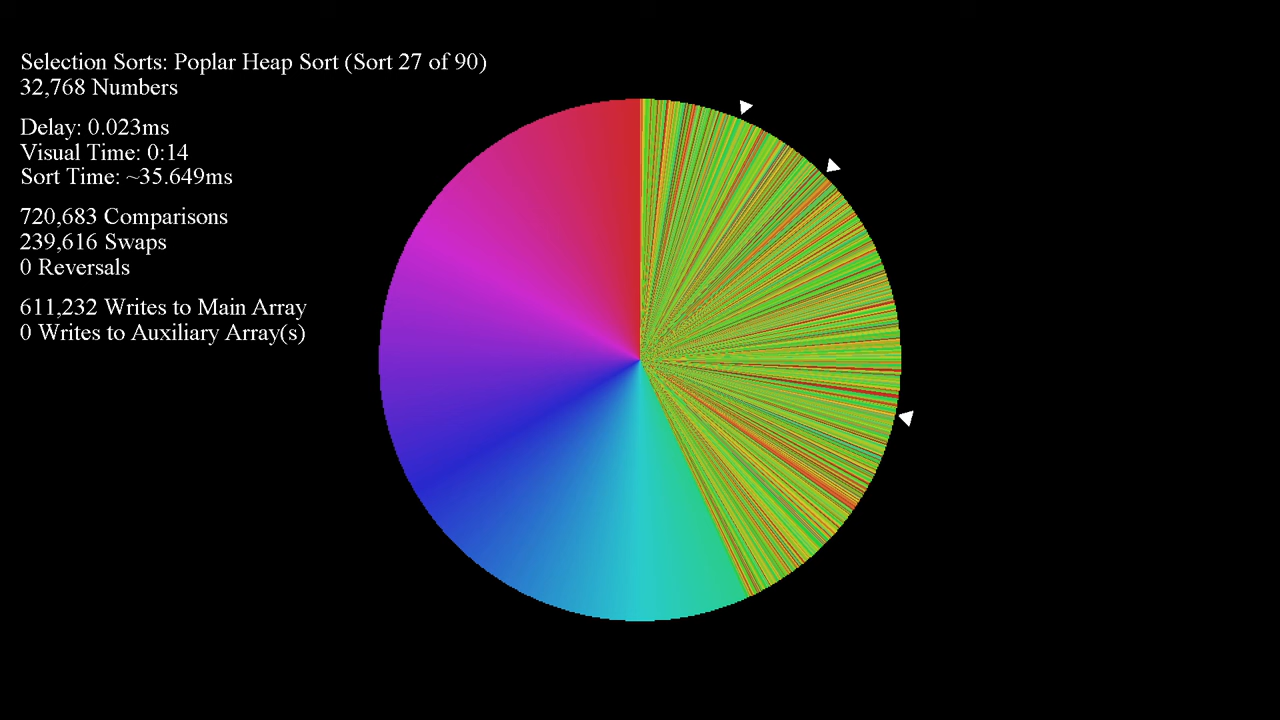 Selection Sorts: Poplar Heap Sort (Sort 27 of 90)
32,768 Numbers
Delay: 0.023ms
Visual Time: 0:14
Sort Time: ~35.649ms
720,683 Comparisons
239,616 Swaps
0 Reversals
611,232 Writes to Main Array
0 Writes to Auxiliary Array(s)